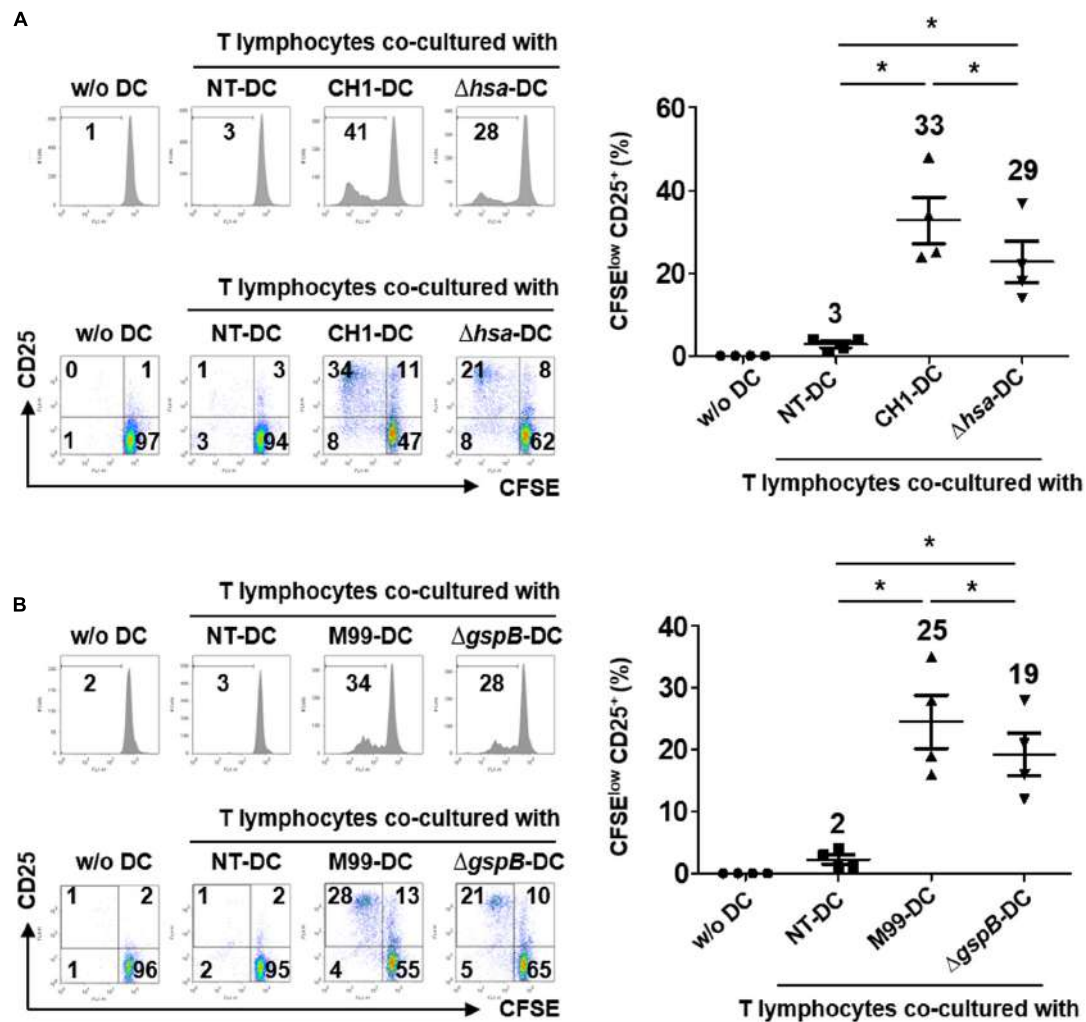 A
T lymphocytes co-cultured with
w/o DC NT-DC CH1-DC Δhsa-DC
1 3 41 28
T lymphocytes co-cultured with
w/o DC NT-DC CH1-DC Δhsa-DC
CD25
0 1 1 3 34 11 21 8
1 97 3 94 8 47 8 62
CFSE
* 
* *
CFSElow CD25+ (%)
60
40
20
0
3 33 29
w/o DC NT-DC CH1-DC Δhsa-DC
T lymphocytes co-cultured with
B
T lymphocytes co-cultured with
w/o DC NT-DC M99-DC ΔgspB-DC
2 3 34 28
T lymphocytes co-cultured with
w/o DC NT-DC M99-DC ΔgspB-DC
CD25
1 2 1 2 28 13 21 10
1 96 2 95 4 55 5 65
CFSE
*
* *
CFSElow CD25+ (%)
40
30
20
10
0
2 25 19
w/o DC NT-DC M99-DC ΔgspB-DC
T lymphocytes co-cultured with